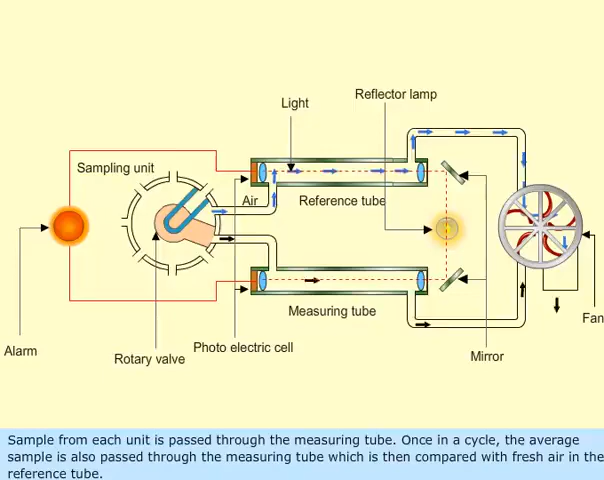 Reflector lamp
Light
Sampling unit
Air
Reference tube
Measuring tube
Fan
Alarm
Rotary valve
Photo electric cell
Mirror
Sample from each unit is passed through the measuring tube. Once in a cycle, the average
sample is also passed through the measuring tube which is then compared with fresh air in the
reference tube.